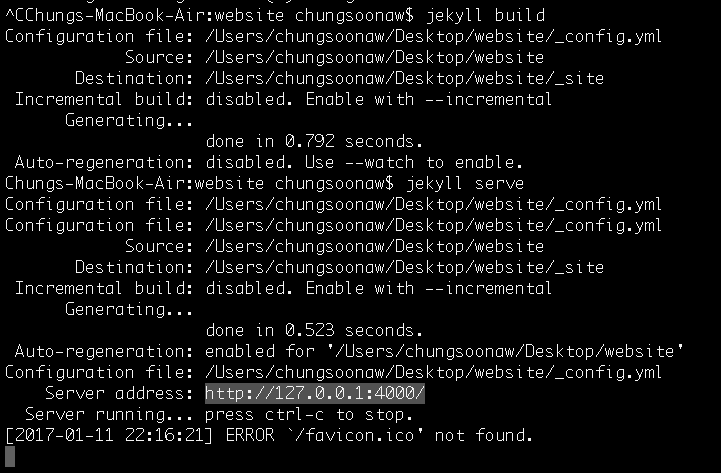 ^CChungs-MacBook-Air:website chungsoonaw$ jekyll build
Configuration file: /Users/chungsoonaw/Desktop/website/_config.yml
Source: /Users/chungsoonaw/Desktop/website
Destination: /Users/chungsoonaw/Desktop/website/_site
Incremental build: disabled. Enable with --incremental
Generating...
done in 0.792 seconds.
Auto-regeneration: disabled. Use --watch to enable.
Chungs-MacBook-Air:website chungsoonaw$ jekyll serve
Configuration file: /Users/chungsoonaw/Desktop/website/_config.yml
Configuration file: /Users/chungsoonaw/Desktop/website/_config.yml
Source: /Users/chungsoonaw/Desktop/website
Destination: /Users/chungsoonaw/Desktop/website/_site
Incremental build: disabled. Enable with --incremental
Generating...
done in 0.523 seconds.
Auto-regeneration: enabled for '/Users/chungsoonaw/Desktop/website'
Configuration file: /Users/chungsoonaw/Desktop/website/_config.yml
Server address: http://127.0.0.1:4000/
Server running... press ctrl-c to stop.
[2017-01-11 22:16:21] ERROR `/favicon.ico' not found.